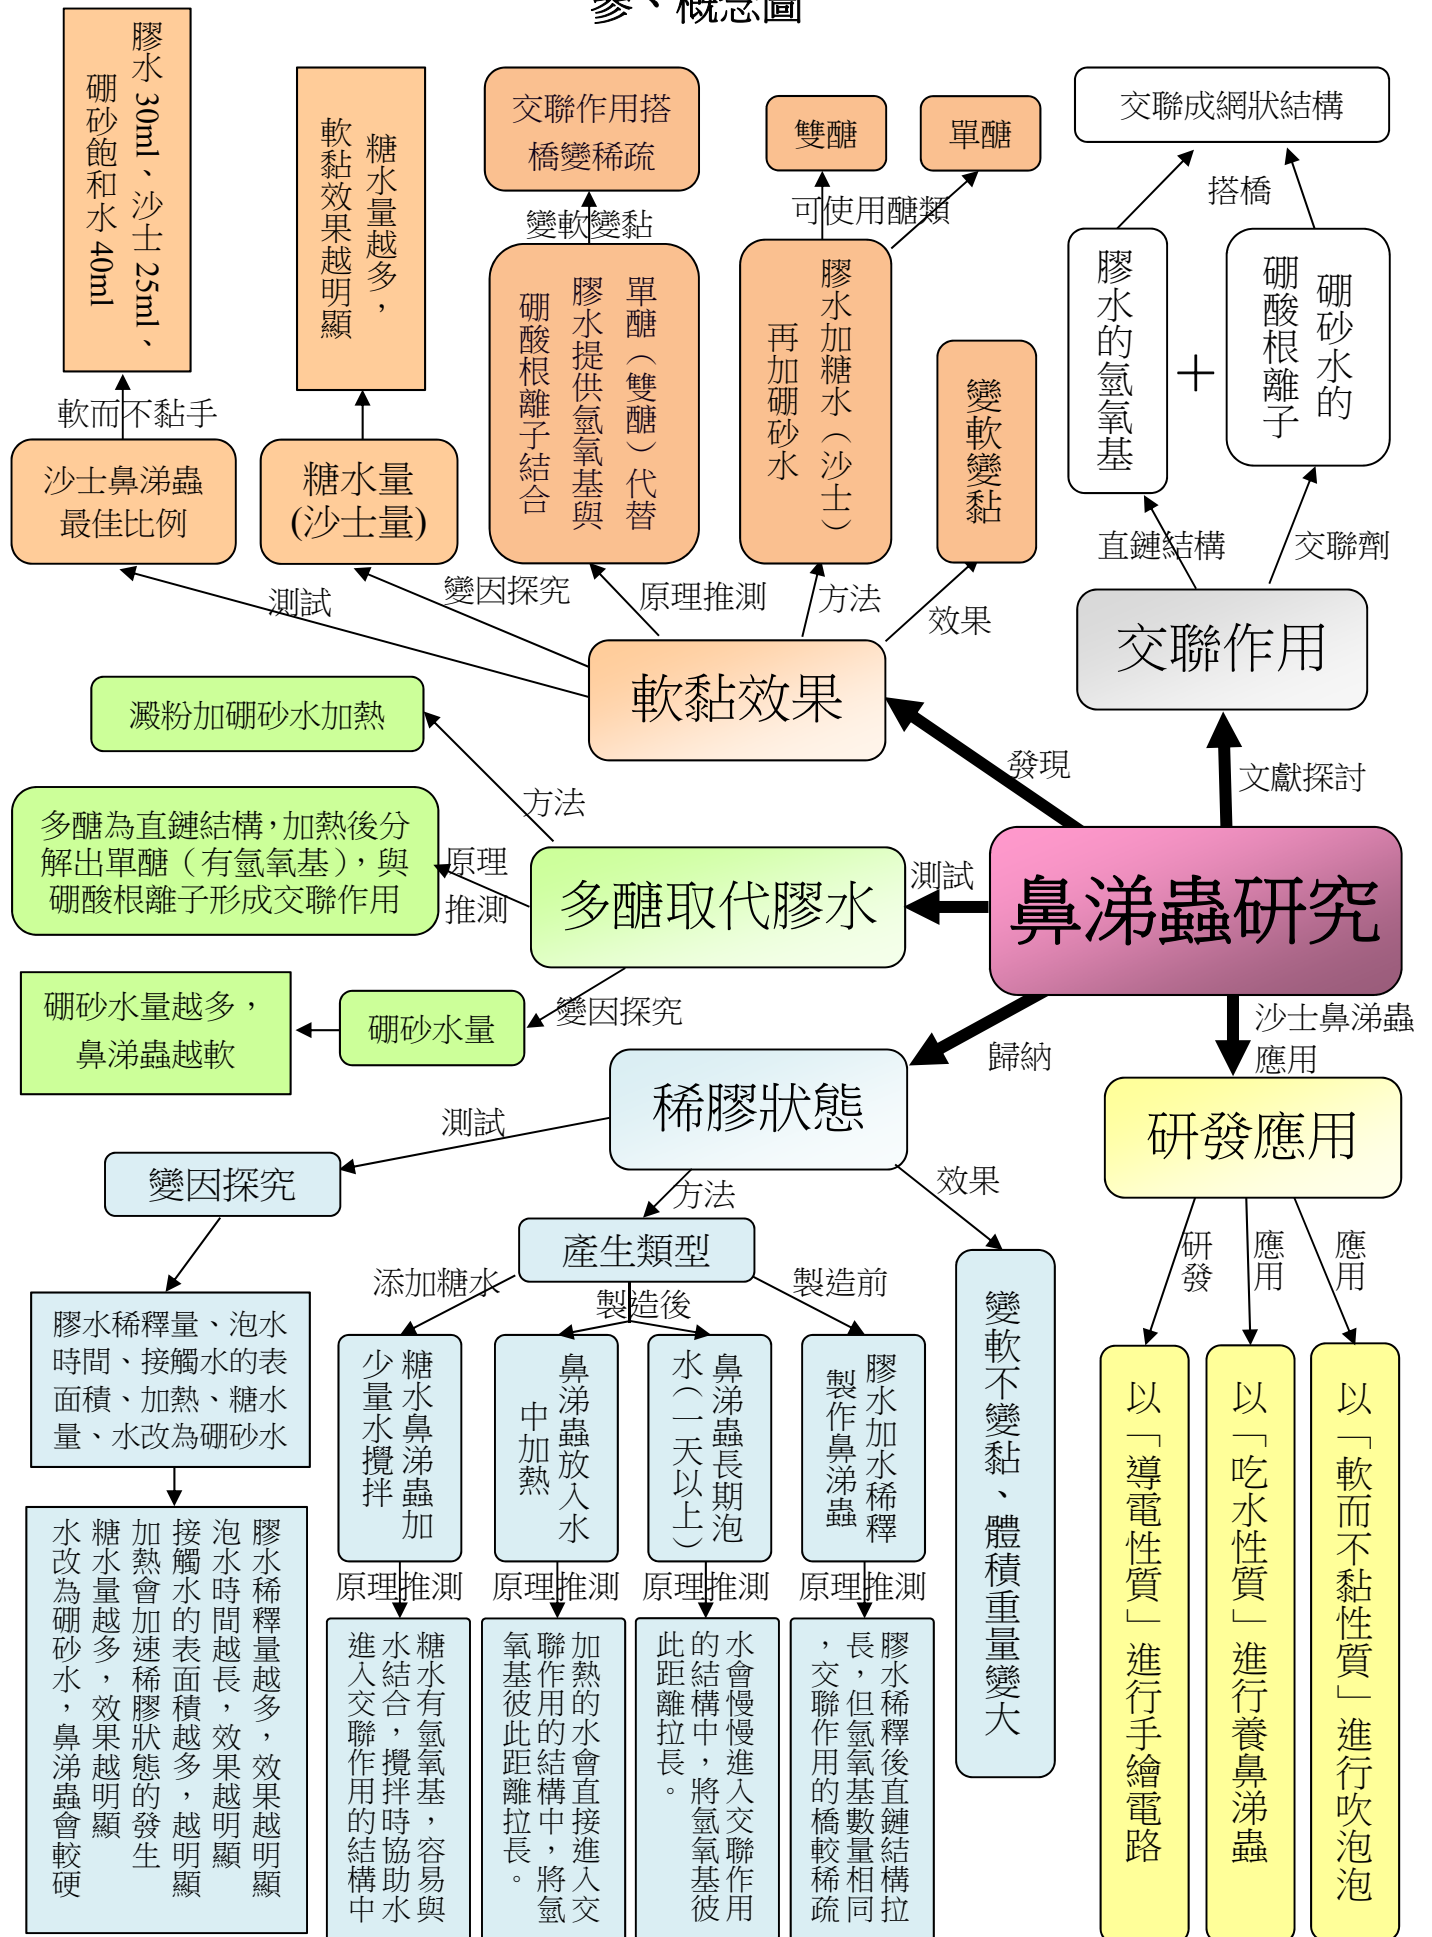 參、概念圖
膠水 30ml、沙士 25ml、
硼砂飽和水 40ml
糖水量越多，
軟黏效果越明顯
交聯作用搭
橋變稀疏
雙醣
單醣
交聯成網狀結構
變軟變黏
可使用醣類
搭橋
單醣（雙醣）代替
膠水提供氫氧基與
硼酸根離子結合
膠水加糖水（沙士）
再加硼砂水
變軟變黏
膠水的氫氧基
+
硼砂水的
硼酸根離子
軟而不黏手
沙士鼻涕蟲
最佳比例
糖水量
(沙士量)
直鏈結構
交聯劑
測試
變因探究
原理推測
方法
效果
軟黏效果
交聯作用
澱粉加硼砂水加熱
發現
文獻探討
方法
多醣為直鏈結構，加熱後分
解出單醣（有氫氧基），與
硼酸根離子形成交聯作用
原理
推測
多醣取代膠水
測試
鼻涕蟲研究
硼砂水量越多，
鼻涕蟲越軟
硼砂水量
變因探究
歸納
沙士鼻涕蟲
應用
稀膠狀態
研發應用
測試
變因探究
方法
效果
產生類型
添加糖水
製造後
製造前
研發
應用
應用
膠水稀釋量、泡水
時間、接觸水的表
面積、加熱、糖水
量、水改為硼砂水
糖水鼻涕蟲加
少量水攪拌
鼻涕蟲放入水
中加熱
鼻涕蟲長期泡
水（一天以上）
膠水加水稀釋
製作鼻涕蟲
變軟不變黏、體積重量變大
以「導電性質」進行手繪電路
以「吃水性質」進行養鼻涕蟲
以「軟而不黏性質」進行吹泡泡
原理推測
原理推測
原理推測
原理推測
膠水稀釋量越多，效果越明顯
泡水時間越長，效果越明顯
接觸水的表面積越多，越明顯
加熱會加速稀膠狀態的發生
糖水量越多，效果越明顯
水改為硼砂水，鼻涕蟲會較硬
糖水有氫氧基，容易與
水結合，攪拌時協助水
進入交聯作用的結構中
加熱的水會直接進入交
聯作用的結構中，將氫
氧基彼此距離拉長。
水會慢慢進入交聯作用
的結構中，將氫氧基彼
此距離拉長。
膠水稀釋後直鏈結構拉
長，但氫氧基數量相同
，交聯作用的橋較稀疏